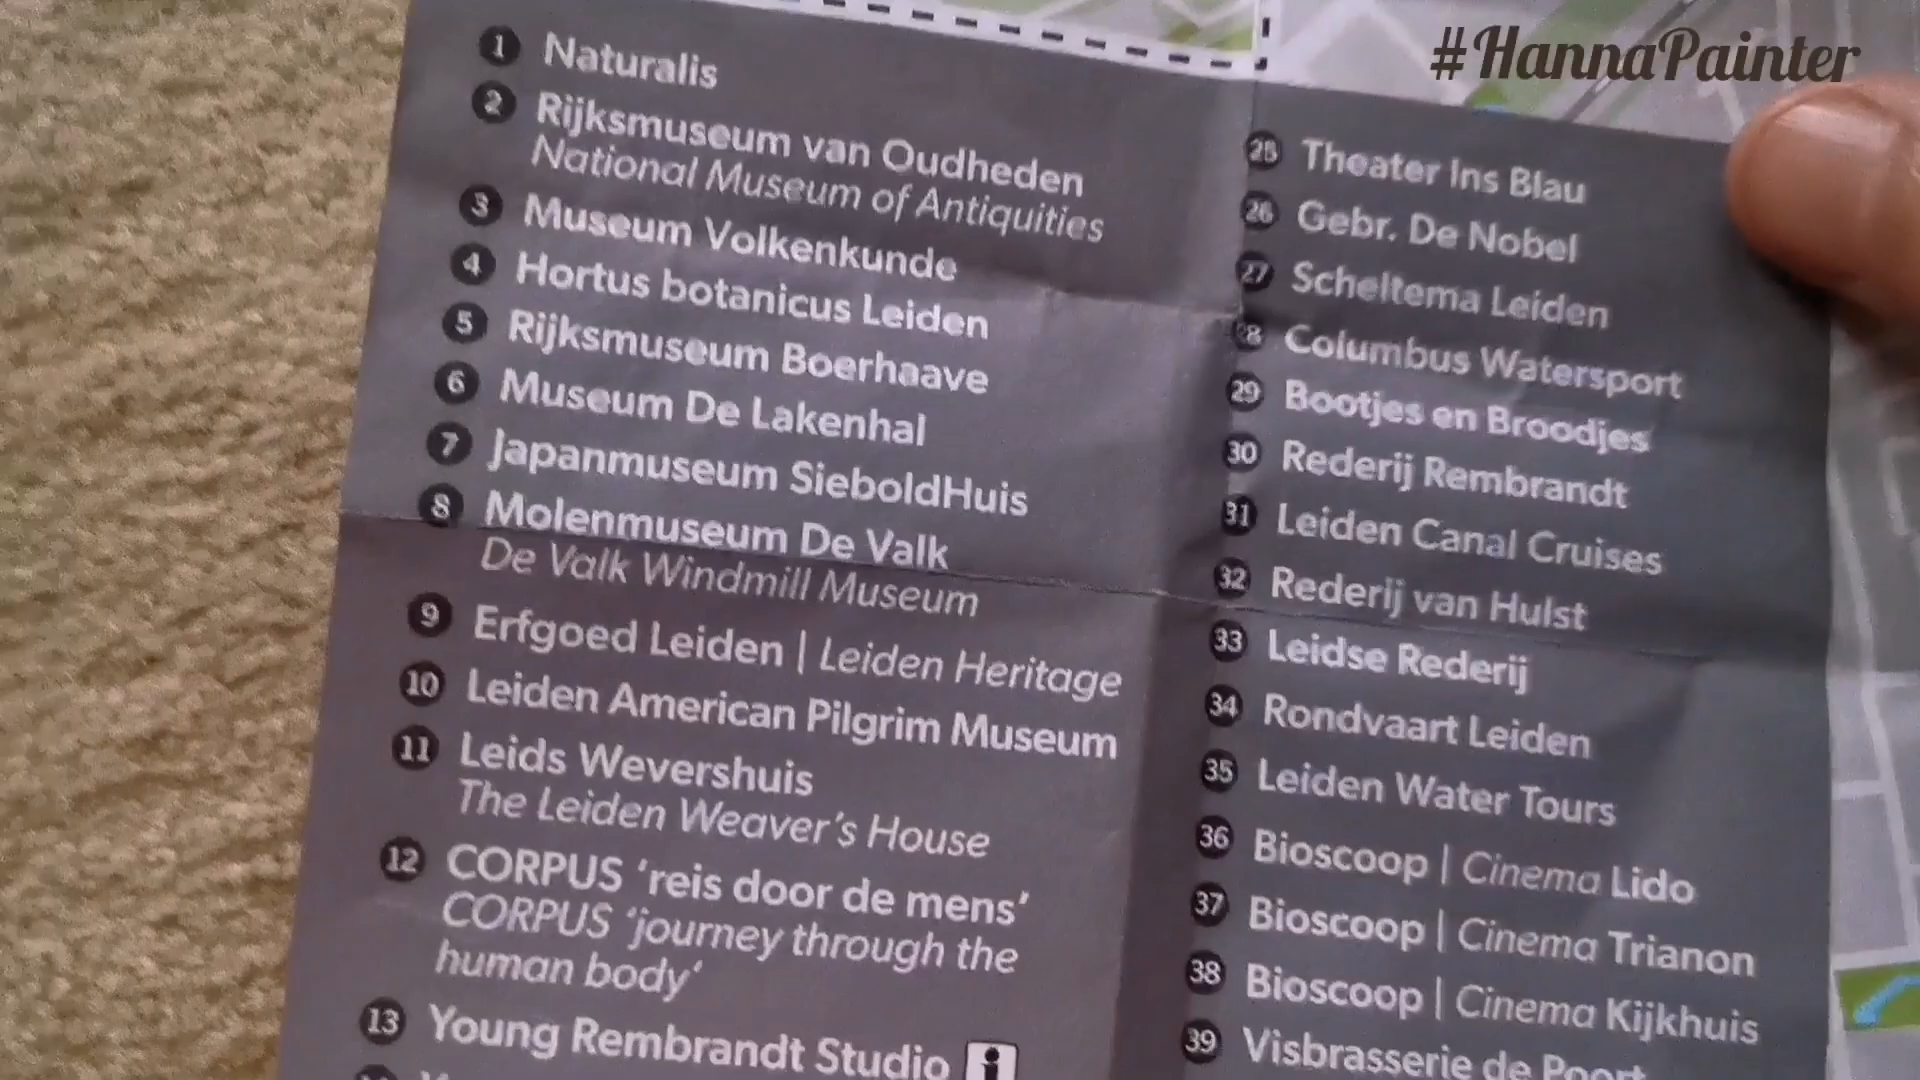 #HannaPainter
1 Naturalis
2 Rijksmuseum van Oudheden
National Museum of Antiquities
3 Museum Volkenkunde
4 Hortus botanicus Leiden
5 Rijksmuseum Boerhaave
6 Museum De Lakenhal
7 Japanmuseum SieboldHuis
8 Molenmuseum De Valk
De Valk Windmill Museum
9 Erfgoed Leiden | Leiden Heritage
10 Leiden American Pilgrim Museum
11 Leids Wevershuis
The Leiden Weaver's House
12 CORPUS 'reis door de mens'
CORPUS 'journey through the
human body'
13 Young Rembrandt Studio i
25 Theater Ins Blau
26 Gebr. De Nobel
27 Scheltema Leiden
28 Columbus Watersport
29 Bootjes en Broodjes
30 Rederij Rembrandt
31 Leiden Canal Cruises
32 Rederij van Hulst
33 Leidse Rederij
34 Rondvaart Leiden
35 Leiden Water Tours
36 Bioscoop | Cinema Lido
37 Bioscoop | Cinema Trianon
38 Bioscoop | Cinema Kijkhuis
39 Visbrasserie de Poort